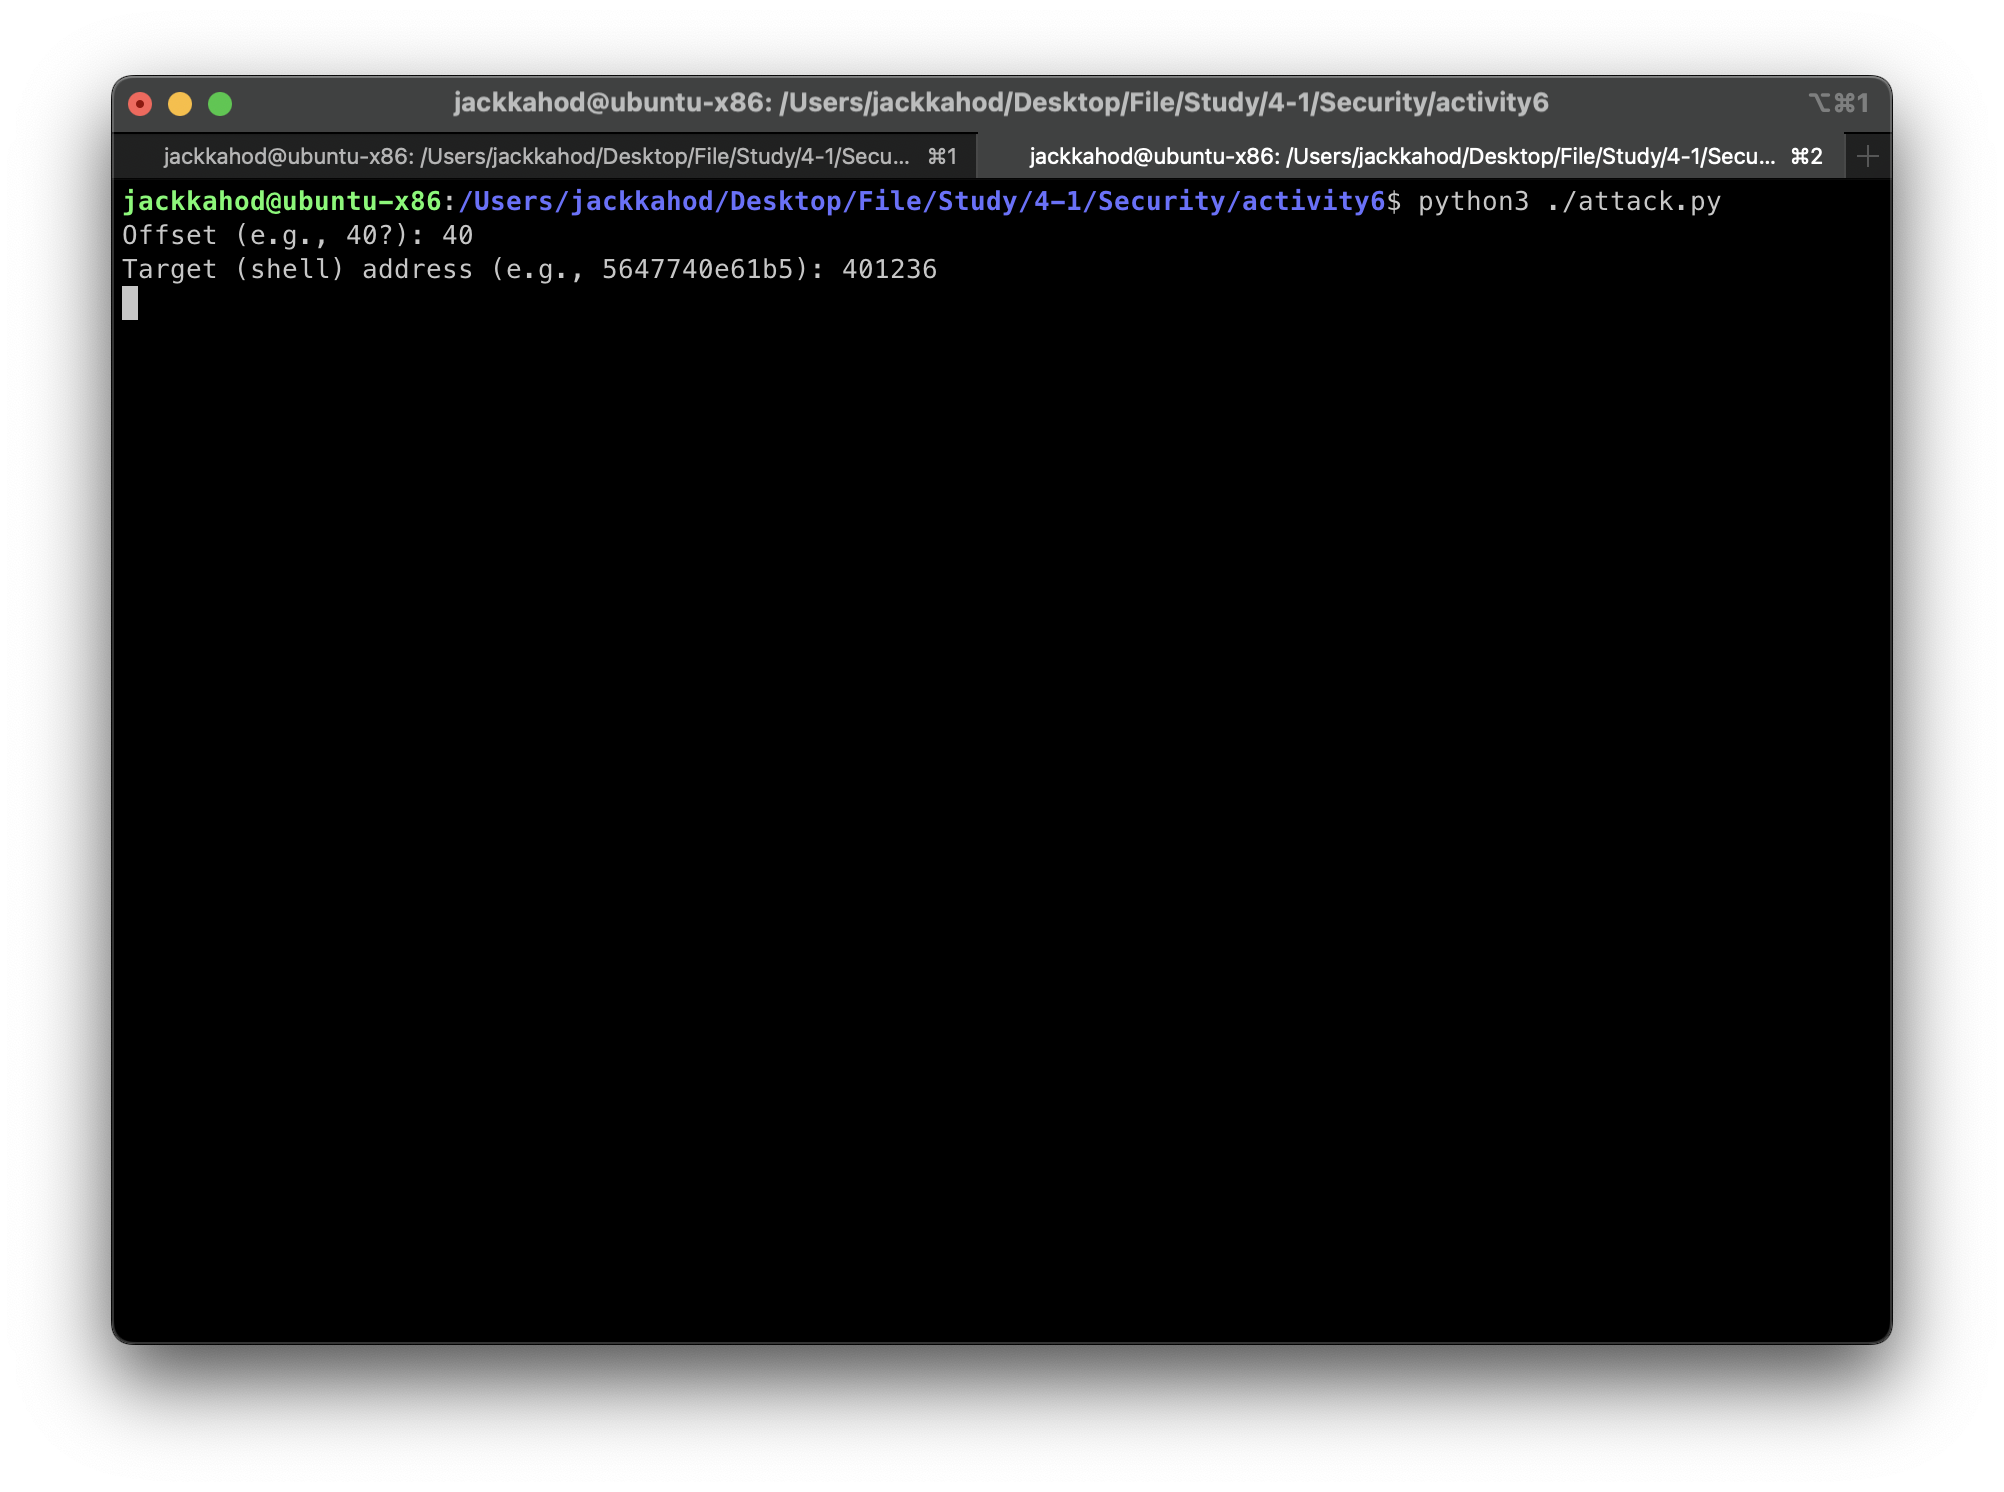 jackkahod@ubuntu-x86: /Users/jackkahod/Desktop/File/Study/4-1/Security/activity6 ⌥⌘1
jackkahod@ubuntu-x86: /Users/jackkahod/Desktop/File/Study/4-1/Secu... ⌘1 jackkahod@ubuntu-x86: /Users/jackkahod/Desktop/File/Study/4-1/Secu... ⌘2 +
jackkahod@ubuntu-x86:/Users/jackkahod/Desktop/File/Study/4-1/Security/activity6$ python3 ./attack.py
Offset (e.g., 40?): 40
Target (shell) address (e.g., 5647740e61b5): 401236